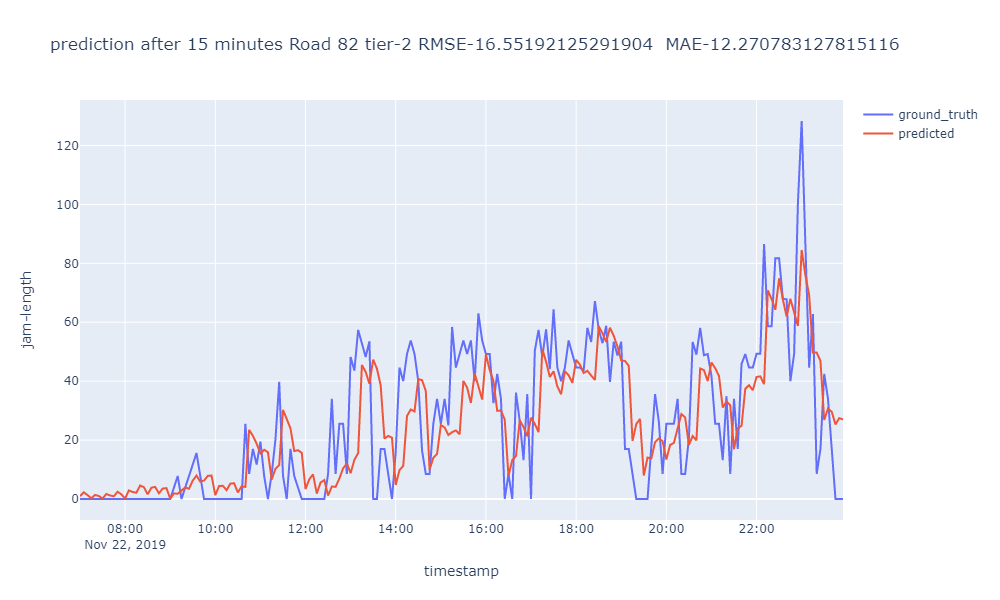 prediction after 15 minutes Road 82 tier-2 RMSE-16.55192125291904  MAE-12.270783127815116
ground_truth
predicted
120
100
80
60
40
20
0
jam-length
08:00 10:00 12:00 14:00 16:00 18:00 20:00 22:00
Nov 22, 2019
timestamp